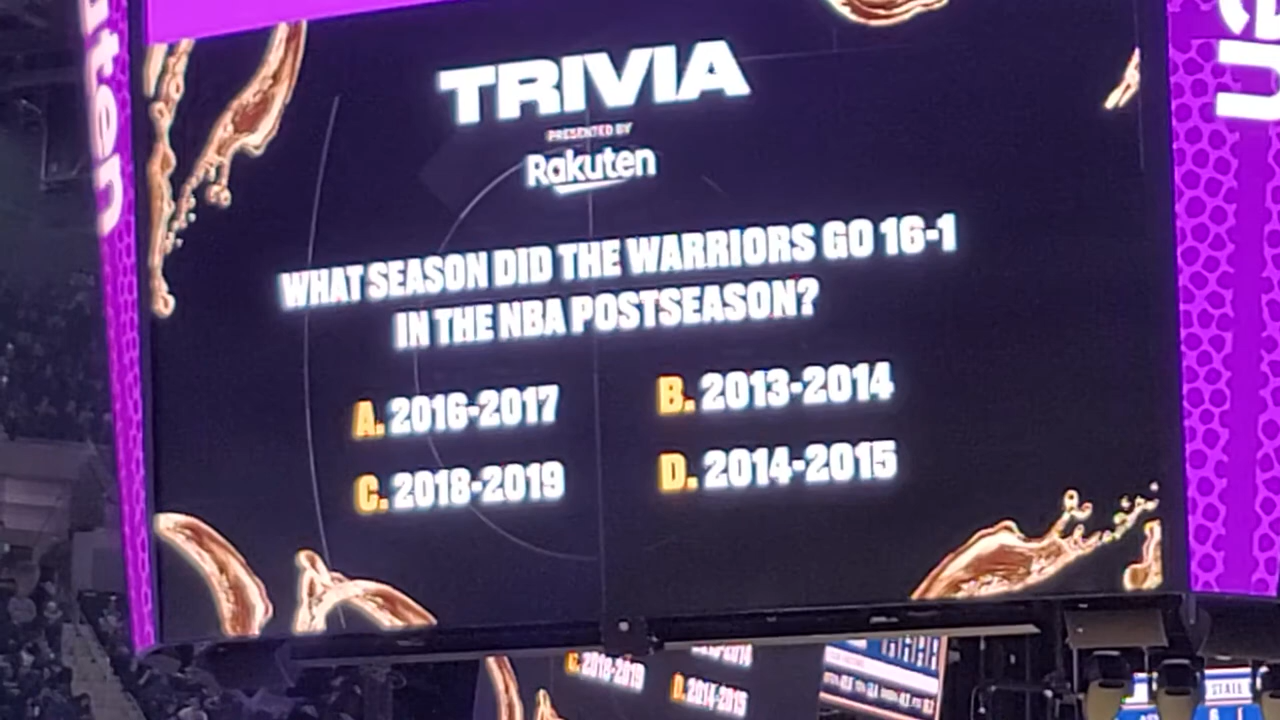 TRIVIA
PRESENTED BY
Rakuten
WHAT SEASON DID THE WARRIORS GO 16-1
IN THE NBA POSTSEASON?
A. 2016-2017
B. 2013-2014
C. 2018-2019
D. 2014-2015
C. 2018-2019
D. 2014-2015
STATE